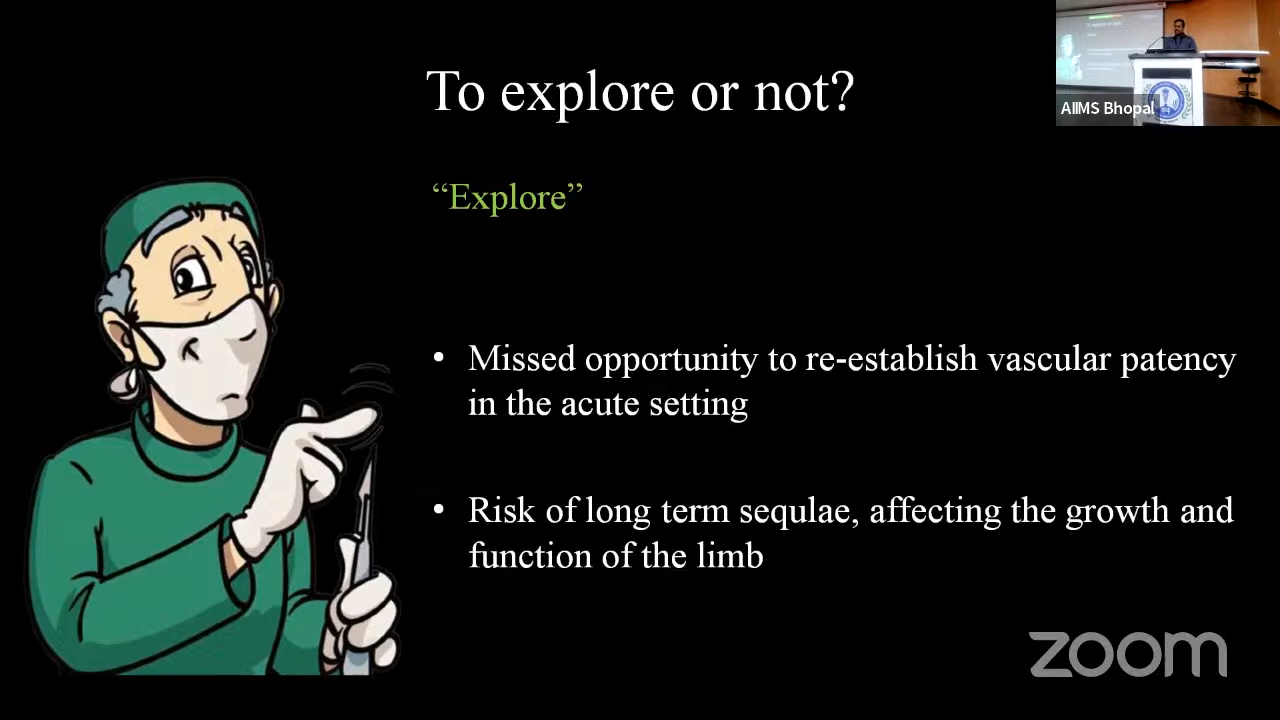 To explore or not?
AIIMS Bhopal
“Explore”
• Missed opportunity to re-establish vascular patency
in the acute setting
• Risk of long term sequlae, affecting the growth and
function of the limb
zoom